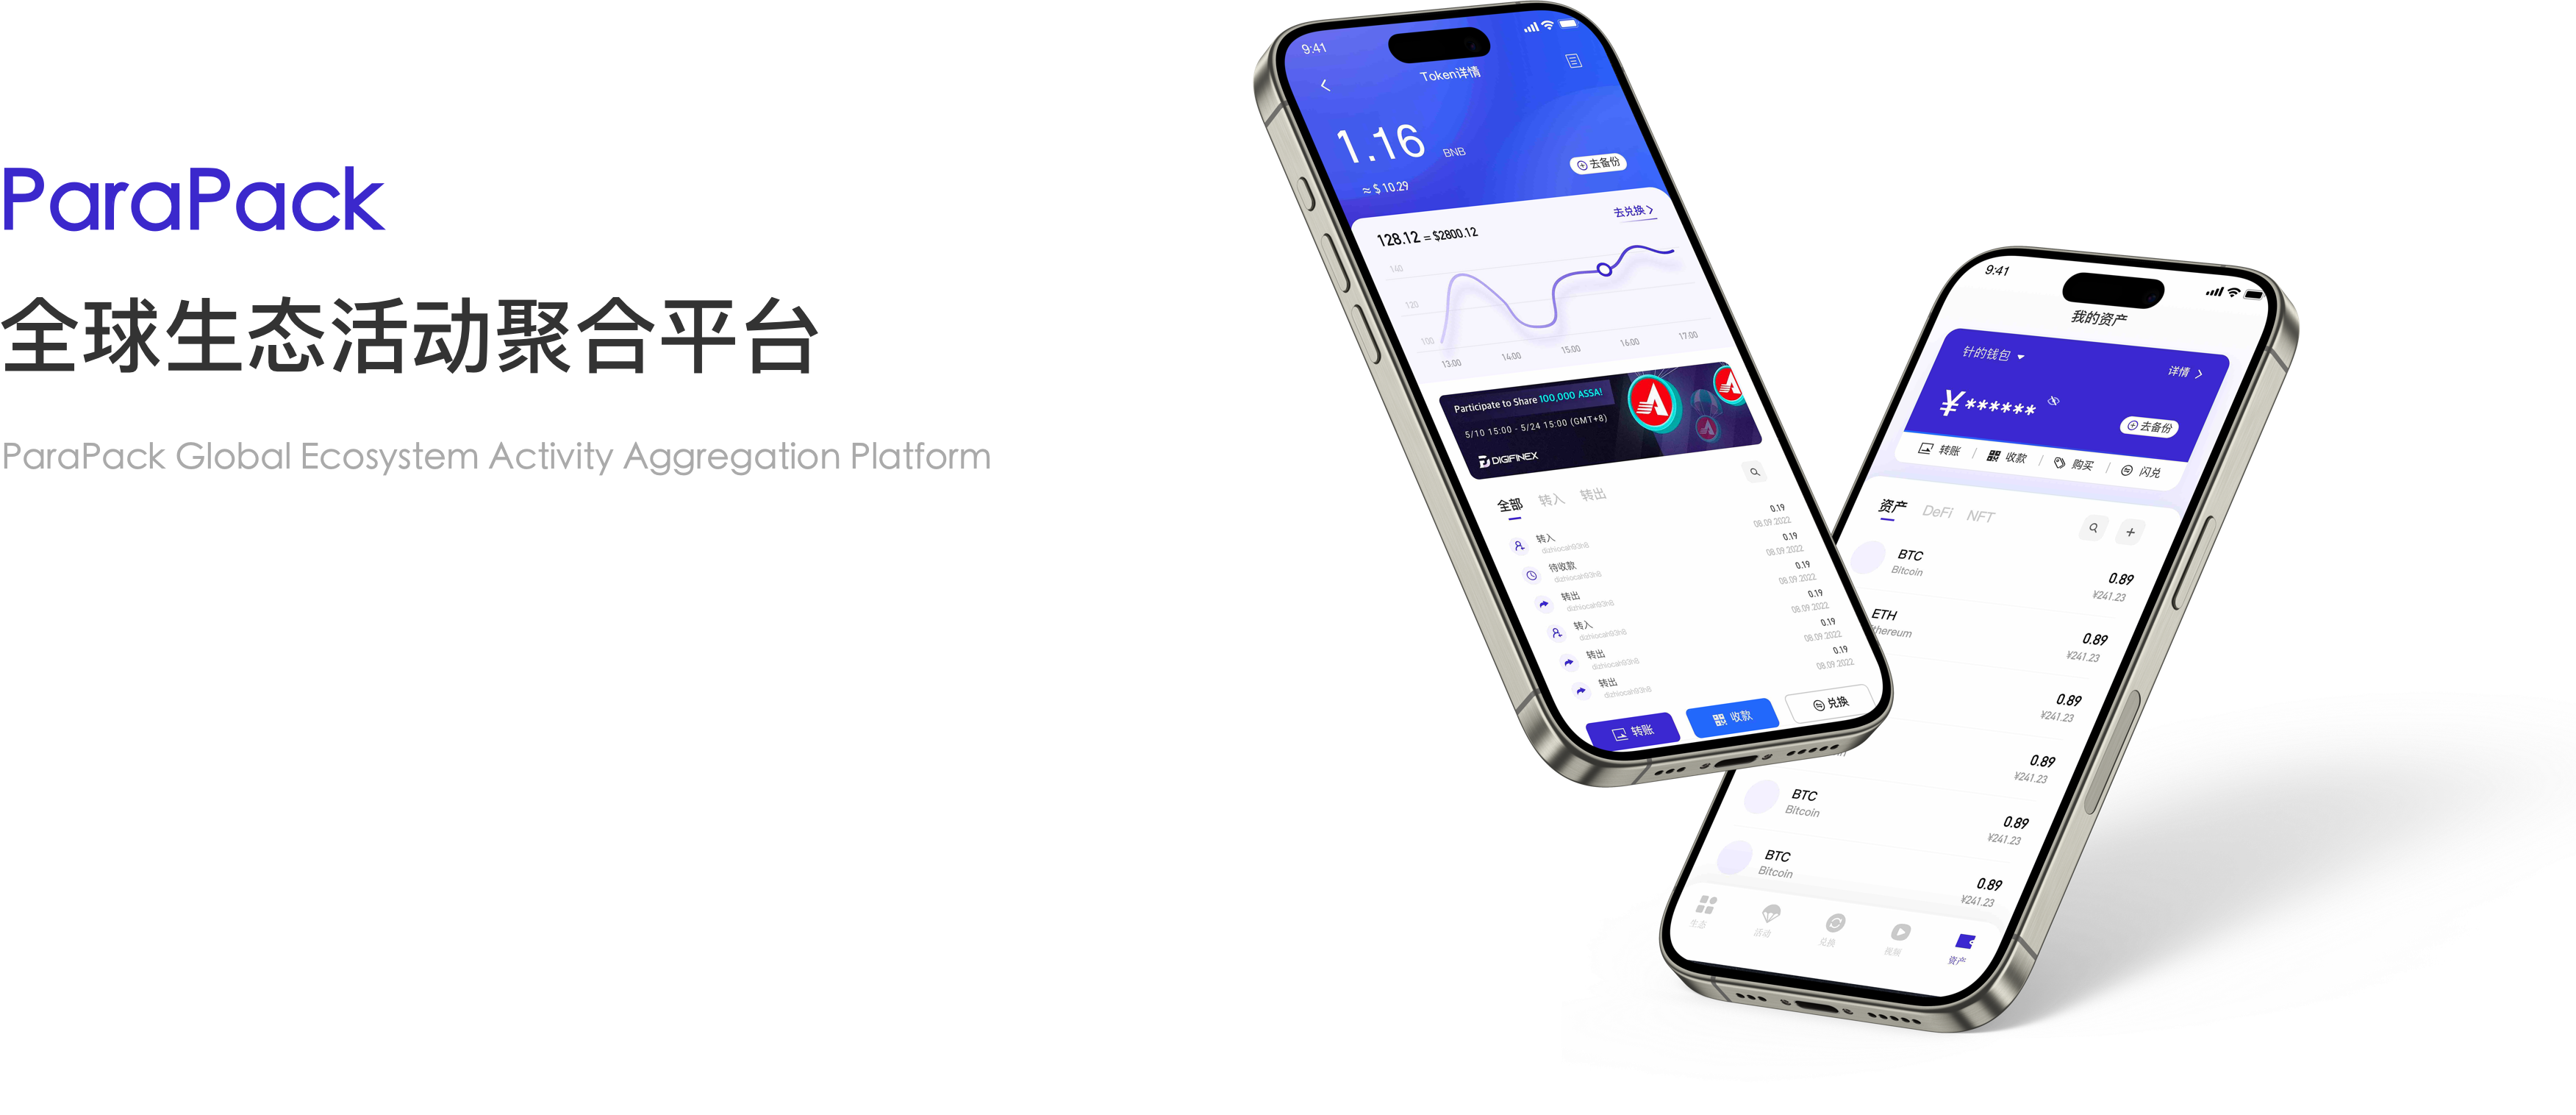 ParaPack
全球生态活动聚合平台
ParaPack Global Ecosystem Activity Aggregation Platform
9:41
Token详情
1.16 BNB
≈ $ 10.29
去备份
128.12 = $2800.12
去兑换
140
120
100
13:00 14:00 15:00 16:00 17:00
Participate to Share 100,000 ASSA!
5/10 15:00 - 5/24 15:00 (GMT+8)
DIGIFINEX
全部 转入 转出
转入 0.19
dizhiocah93h8 08.09.2022
待收款 0.19
dizhiocah93h8 08.09.2022
转出 0.19
dizhiocah93h8 08.09.2022
转入 0.19
dizhiocah93h8 08.09.2022
转出 0.19
dizhiocah93h8 08.09.2022
转出 0.19
dizhiocah93h8 08.09.2022
转账 收款 兑换
9:41
我的资产
针的钱包
详情
¥******
去备份
转账 收款 购买 闪兑
资产 DeFi NFT
BTC 0.89
Bitcoin ¥241.23
ETH 0.89
thereum ¥241.23
0.89
¥241.23
0.89
¥241.23
BTC 0.89
Bitcoin ¥241.23
BTC 0.89
Bitcoin ¥241.23
生态 活动 兑换 视频 资产